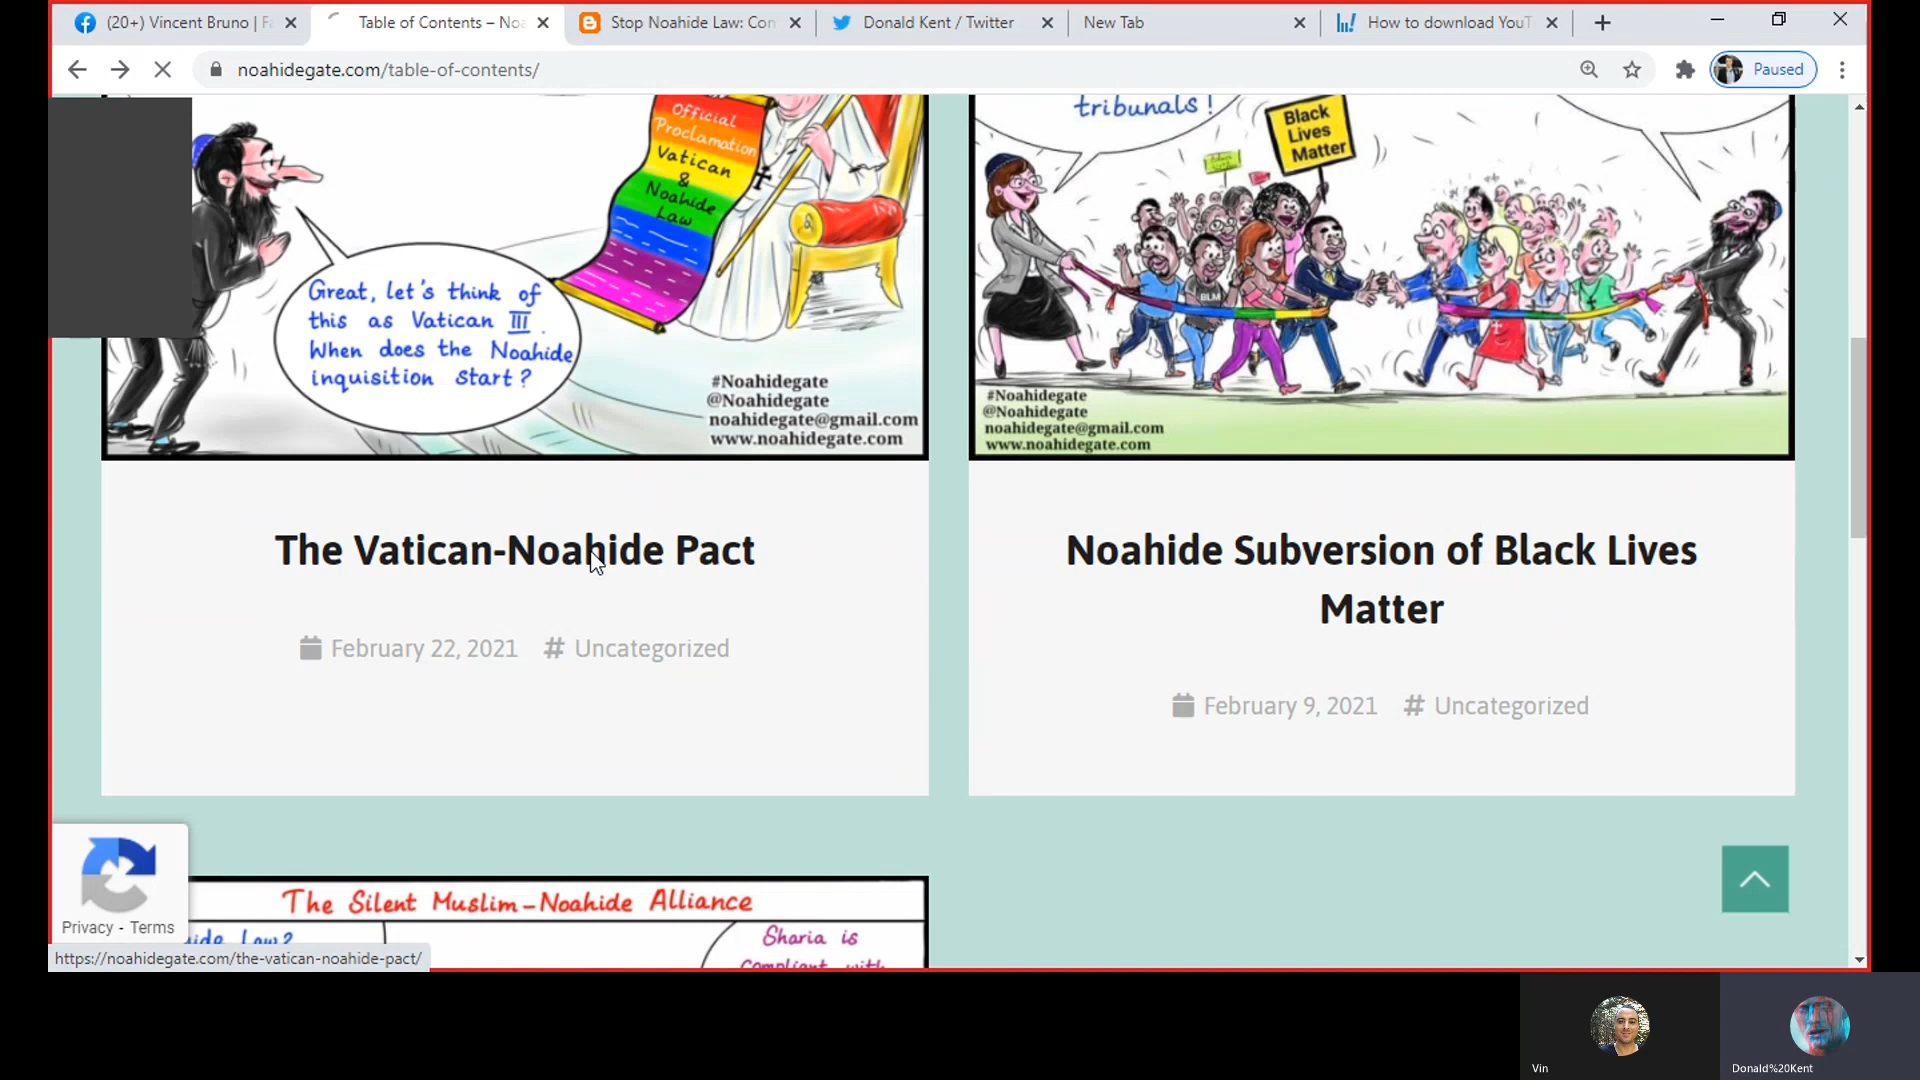 (20+) Vincent Bruno | F
Table of Contents – Noa
Stop Noahide Law: Con
Donald Kent / Twitter
New Tab
How to download YouT
noahidegate.com/table-of-contents/
Paused
Official
Proclamation
Vatican
&
Noahide
Law
Great, let's think of
this as Vatican III.
When does the Noahide
inquisition start?
#Noahidegate
@Noahidegate
noahidegate@gmail.com
www.noahidegate.com
tribunals!
Black
Lives
Matter
BLM
#Noahidegate
@Noahidegate
noahidegate@gmail.com
www.noahidegate.com
The Vatican-Noahide Pact
February 22, 2021 # Uncategorized
Noahide Subversion of Black Lives
Matter
February 9, 2021 # Uncategorized
The Silent Muslim-Noahide Alliance
Law?
Sharia is
compliant with
Privacy - Terms
https://noahidegate.com/the-vatican-noahide-pact/
Vin
Donald%20Kent